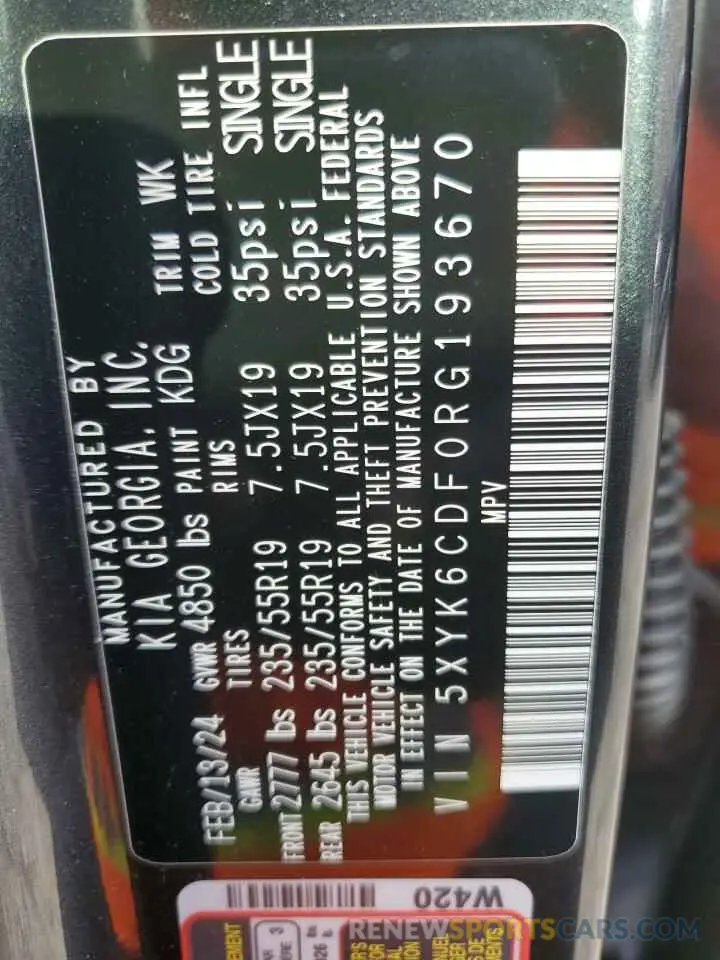 MANUFACTURED BY
KIA GEORGIA, INC.
FEB/13/24 GVWR 4850 lbs PAINT KDG TRIM WK
GAWR TIRES RIMS COLD TIRE INFL
FRONT 2777 lbs 235/55R19 7.5JX19 35psi SINGLE
REAR 2645 lbs 235/55R19 7.5JX19 35psi SINGLE
THIS VEHICLE CONFORMS TO ALL APPLICABLE U.S.A. FEDERAL
MOTOR VEHICLE SAFETY AND THEFT PREVENTION STANDARDS
IN EFFECT ON THE DATE OF MANUFACTURE SHOWN ABOVE
VIN 5XYK6CDF0RG193670
MPV
W420
RENEWSPORTSCARS.COM